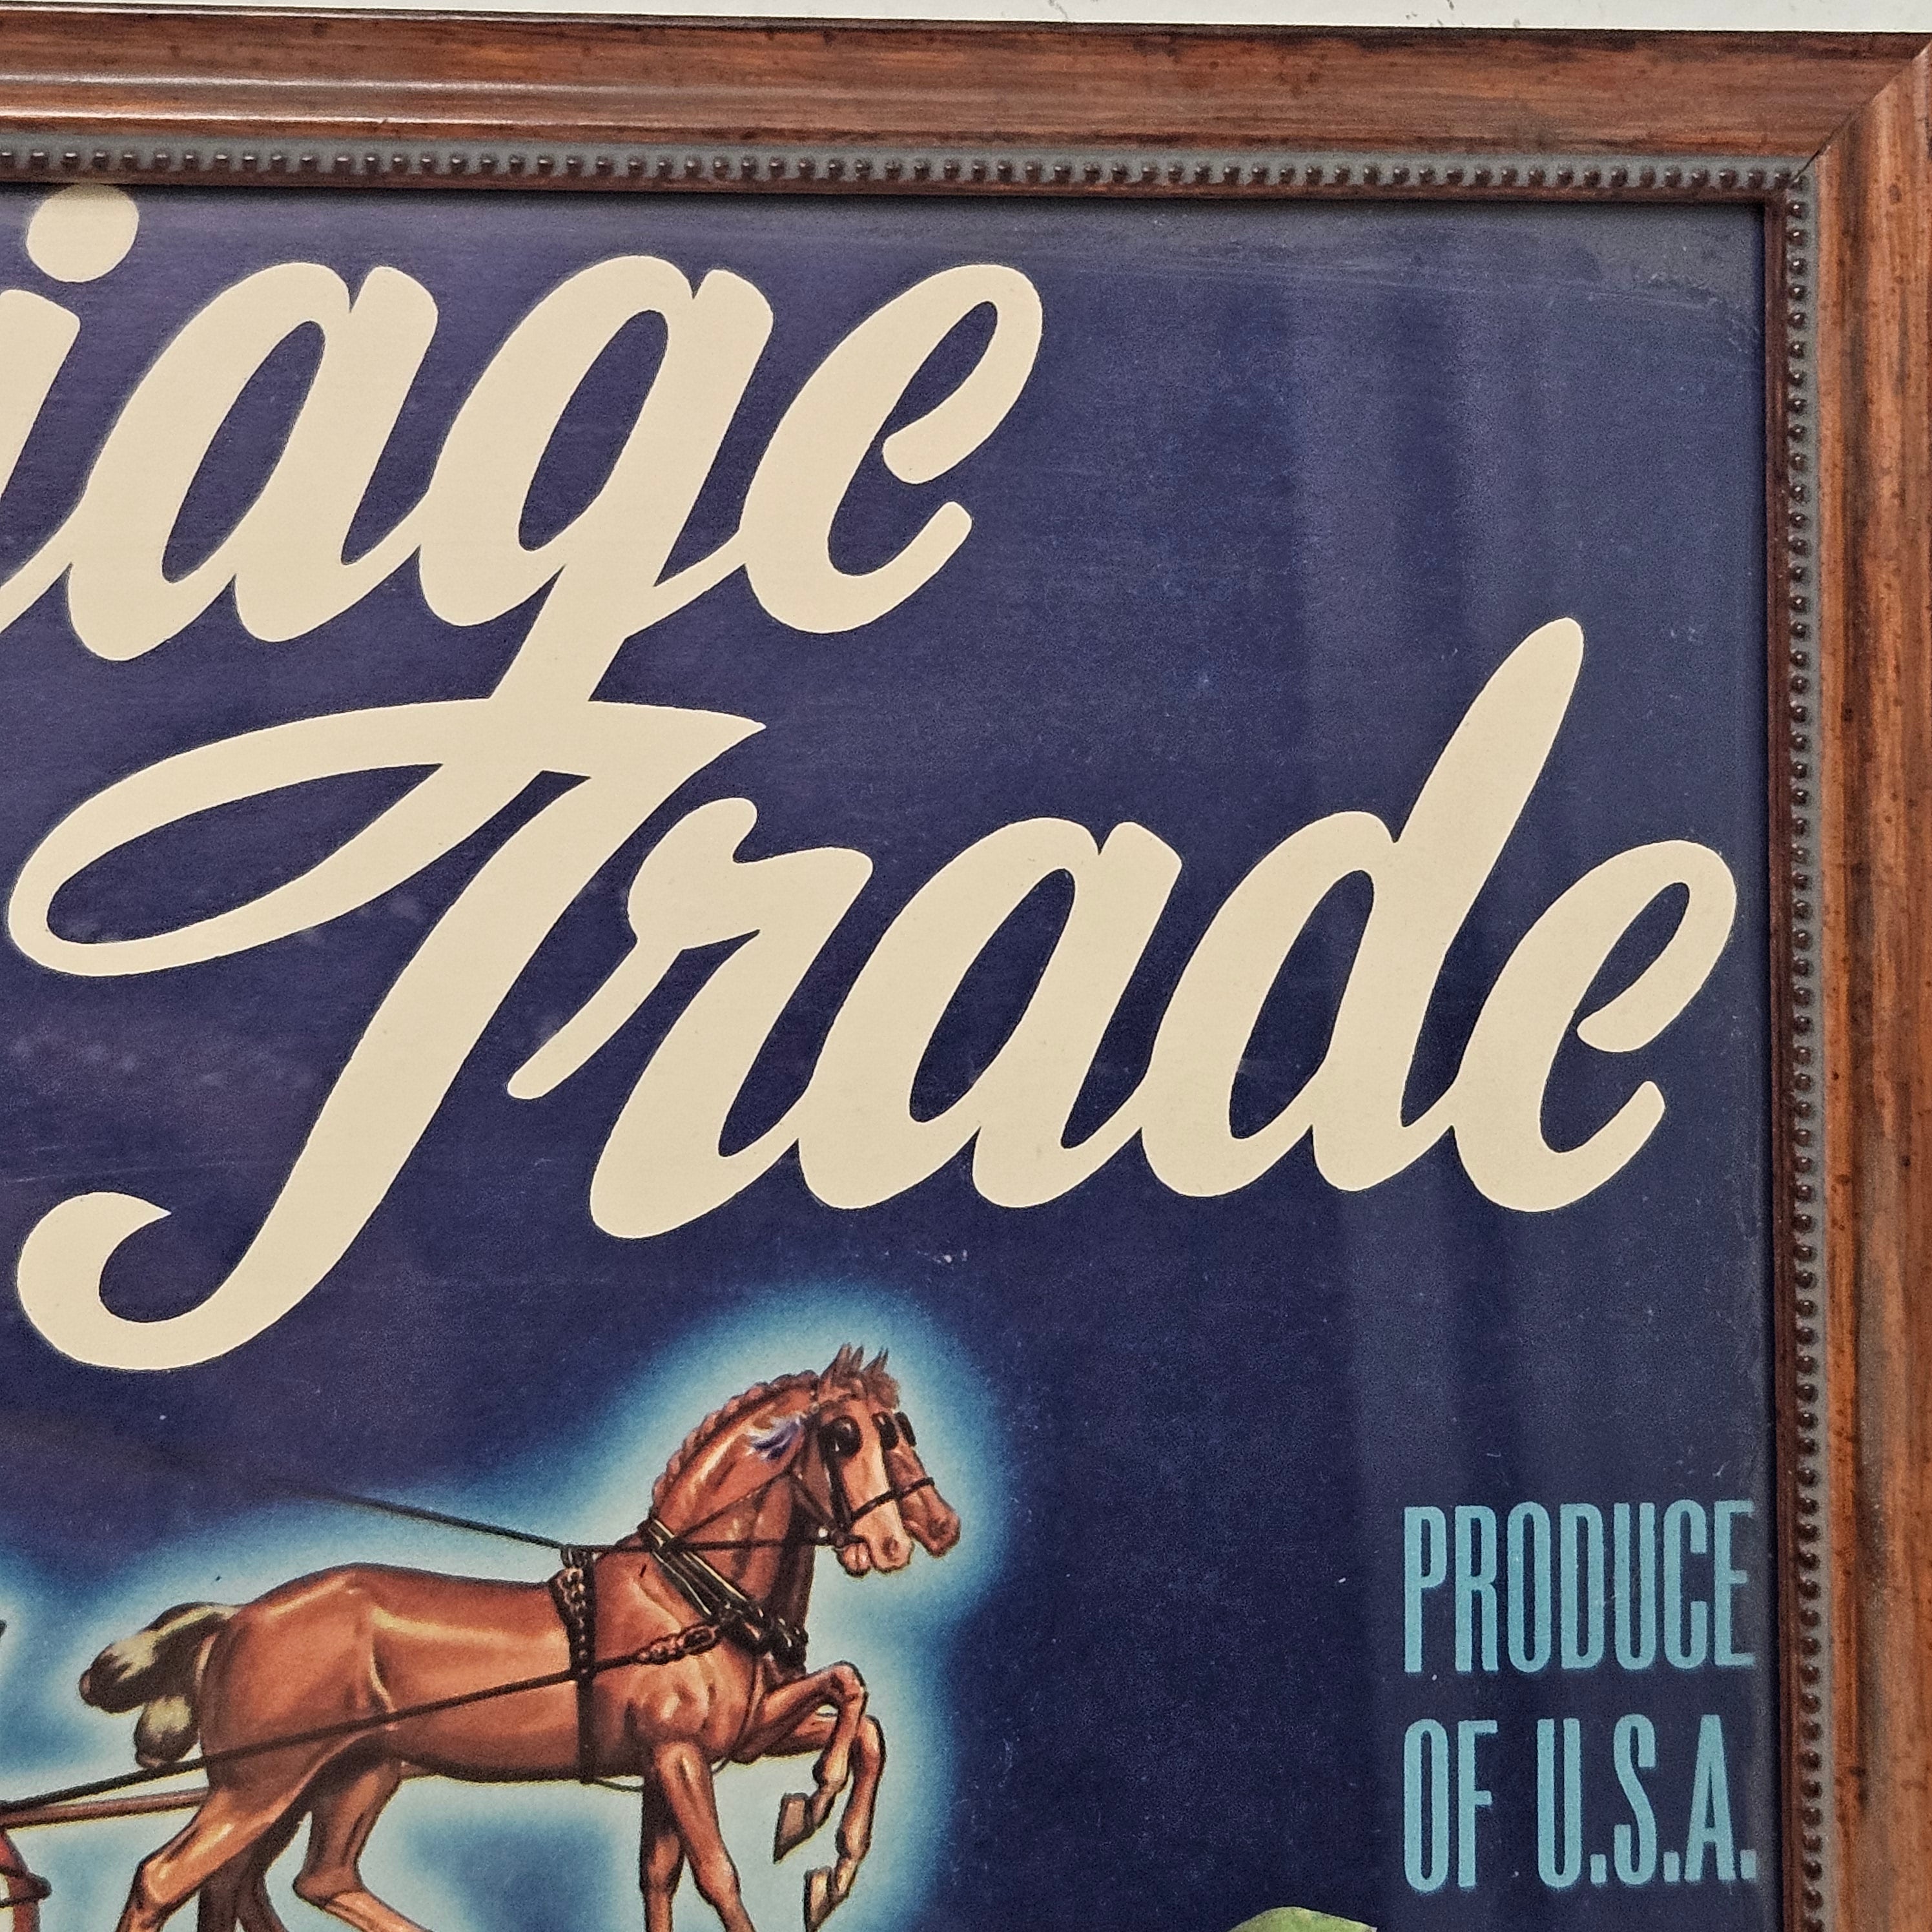 iage
Trade
PRODUCE
OF U.S.A.